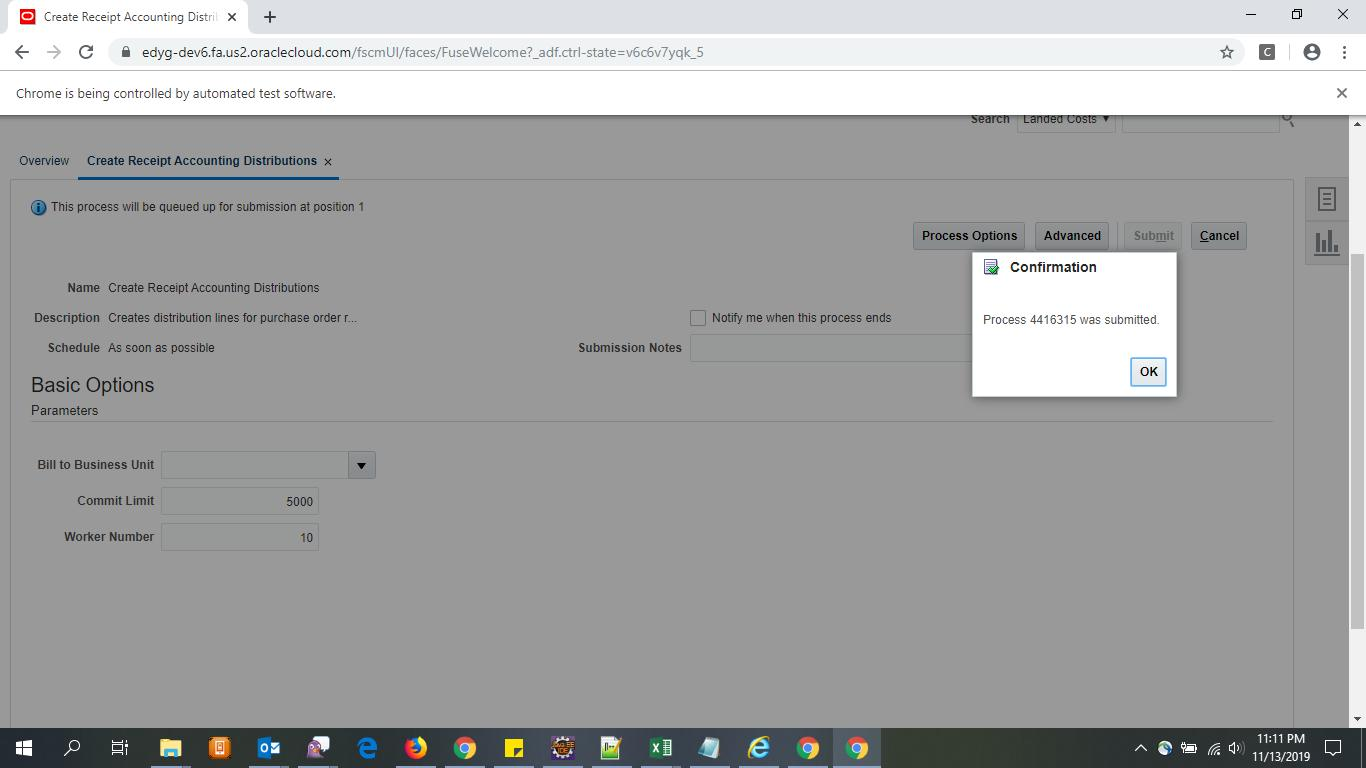 Create Receipt Accounting Distri
edyg-dev6.fa.us2.oraclecloud.com/fscmUI/faces/FuseWelcome?_adf.ctrl-state=v6c6v7yqk_5
Chrome is being controlled by automated test software.
Search Landed Costs
Overview Create Receipt Accounting Distributions
This process will be queued up for submission at position 1
Process Options Advanced Submit Cancel
Confirmation
Name Create Receipt Accounting Distributions
Description Creates distribution lines for purchase order r...
Notify me when this process ends
Process 4416315 was submitted.
Schedule As soon as possible
Submission Notes
OK
Basic Options
Parameters
Bill to Business Unit
Commit Limit 5000
Worker Number 10
11:11 PM
11/13/2019